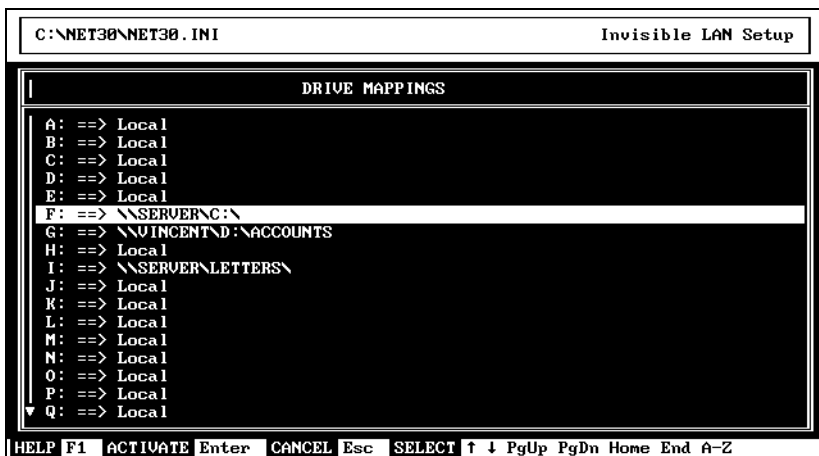 C:\NET30\NET30.INI Invisible LAN Setup
DRIVE MAPPINGS
A: ==> Local
B: ==> Local
C: ==> Local
D: ==> Local
E: ==> Local
F: ==> \\SERVER\C:\
G: ==> \\VINCENT\D:\ACCOUNTS
H: ==> Local
I: ==> \\SERVER\LETTERS\
J: ==> Local
K: ==> Local
L: ==> Local
M: ==> Local
N: ==> Local
O: ==> Local
P: ==> Local
▼ Q: ==> Local
HELP F1 ACTIVATE Enter CANCEL Esc SELECT ↑ ↓ PgUp PgDn Home End A-Z